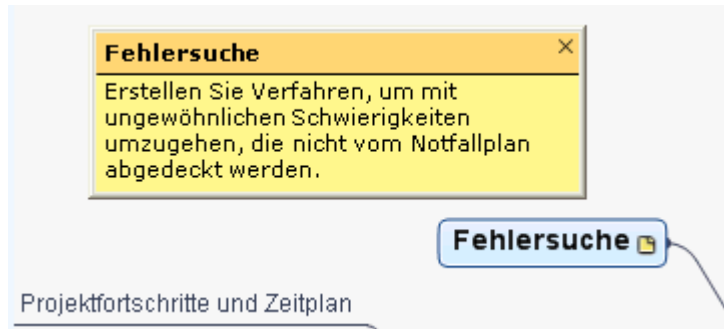 Fehlersuche
Erstellen Sie Verfahren, um mit
ungewöhnlichen Schwierigkeiten
umzugehen, die nicht vom Notfallplan
abgedeckt werden.
Fehlersuche
Projektfortschritte und Zeitplan